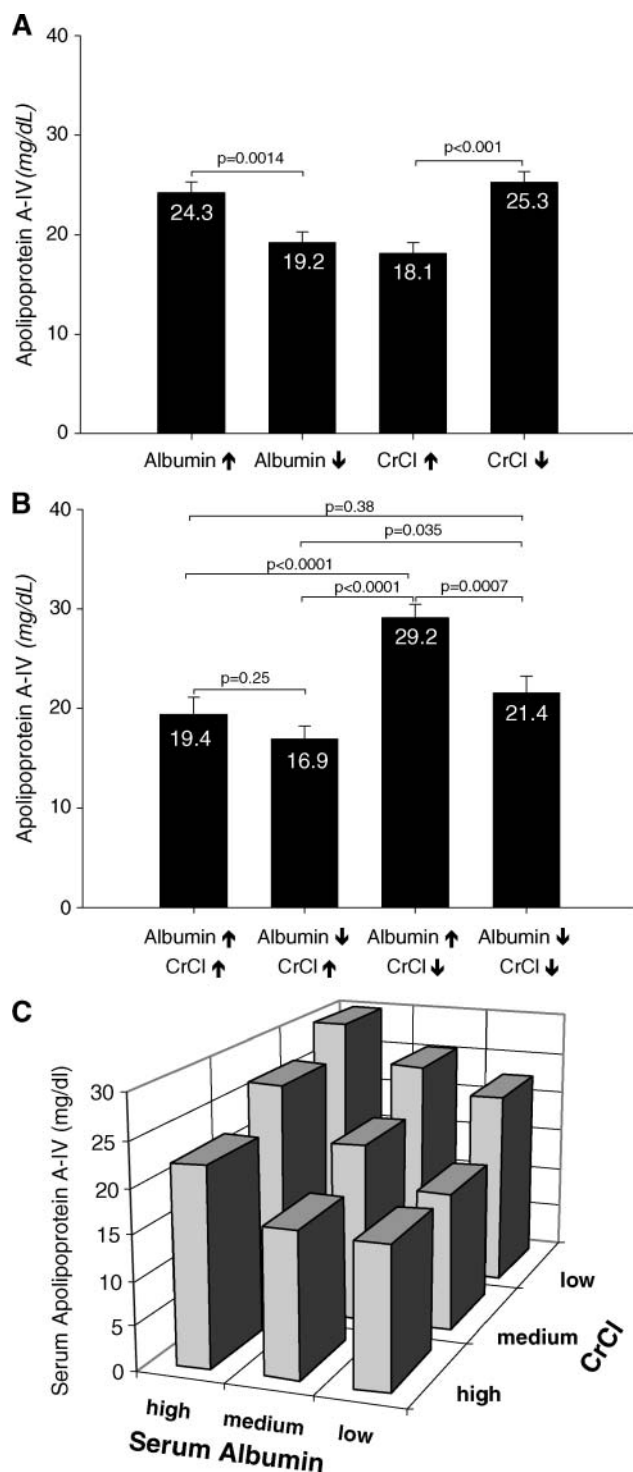 A
Apolipoprotein A-IV (mg/dL)
40
30
20
10
0
p=0.0014
p<0.001
24.3
19.2
18.1
25.3
Albumin ↑ Albumin ↓ CrCl ↑ CrCl ↓
B
Apolipoprotein A-IV (mg/dL)
40
30
20
10
0
p=0.38
p=0.035
p<0.0001
p<0.0001 p=0.0007
p=0.25
19.4
16.9
29.2
21.4
Albumin ↑ Albumin ↓ Albumin ↑ Albumin ↓
CrCl ↑ CrCl ↑ CrCl ↓ CrCl ↓
C
Serum Apolipoprotein A-IV (mg/dl)
30
25
20
15
10
5
0
high medium low
Serum Albumin
low
medium
high
CrCl